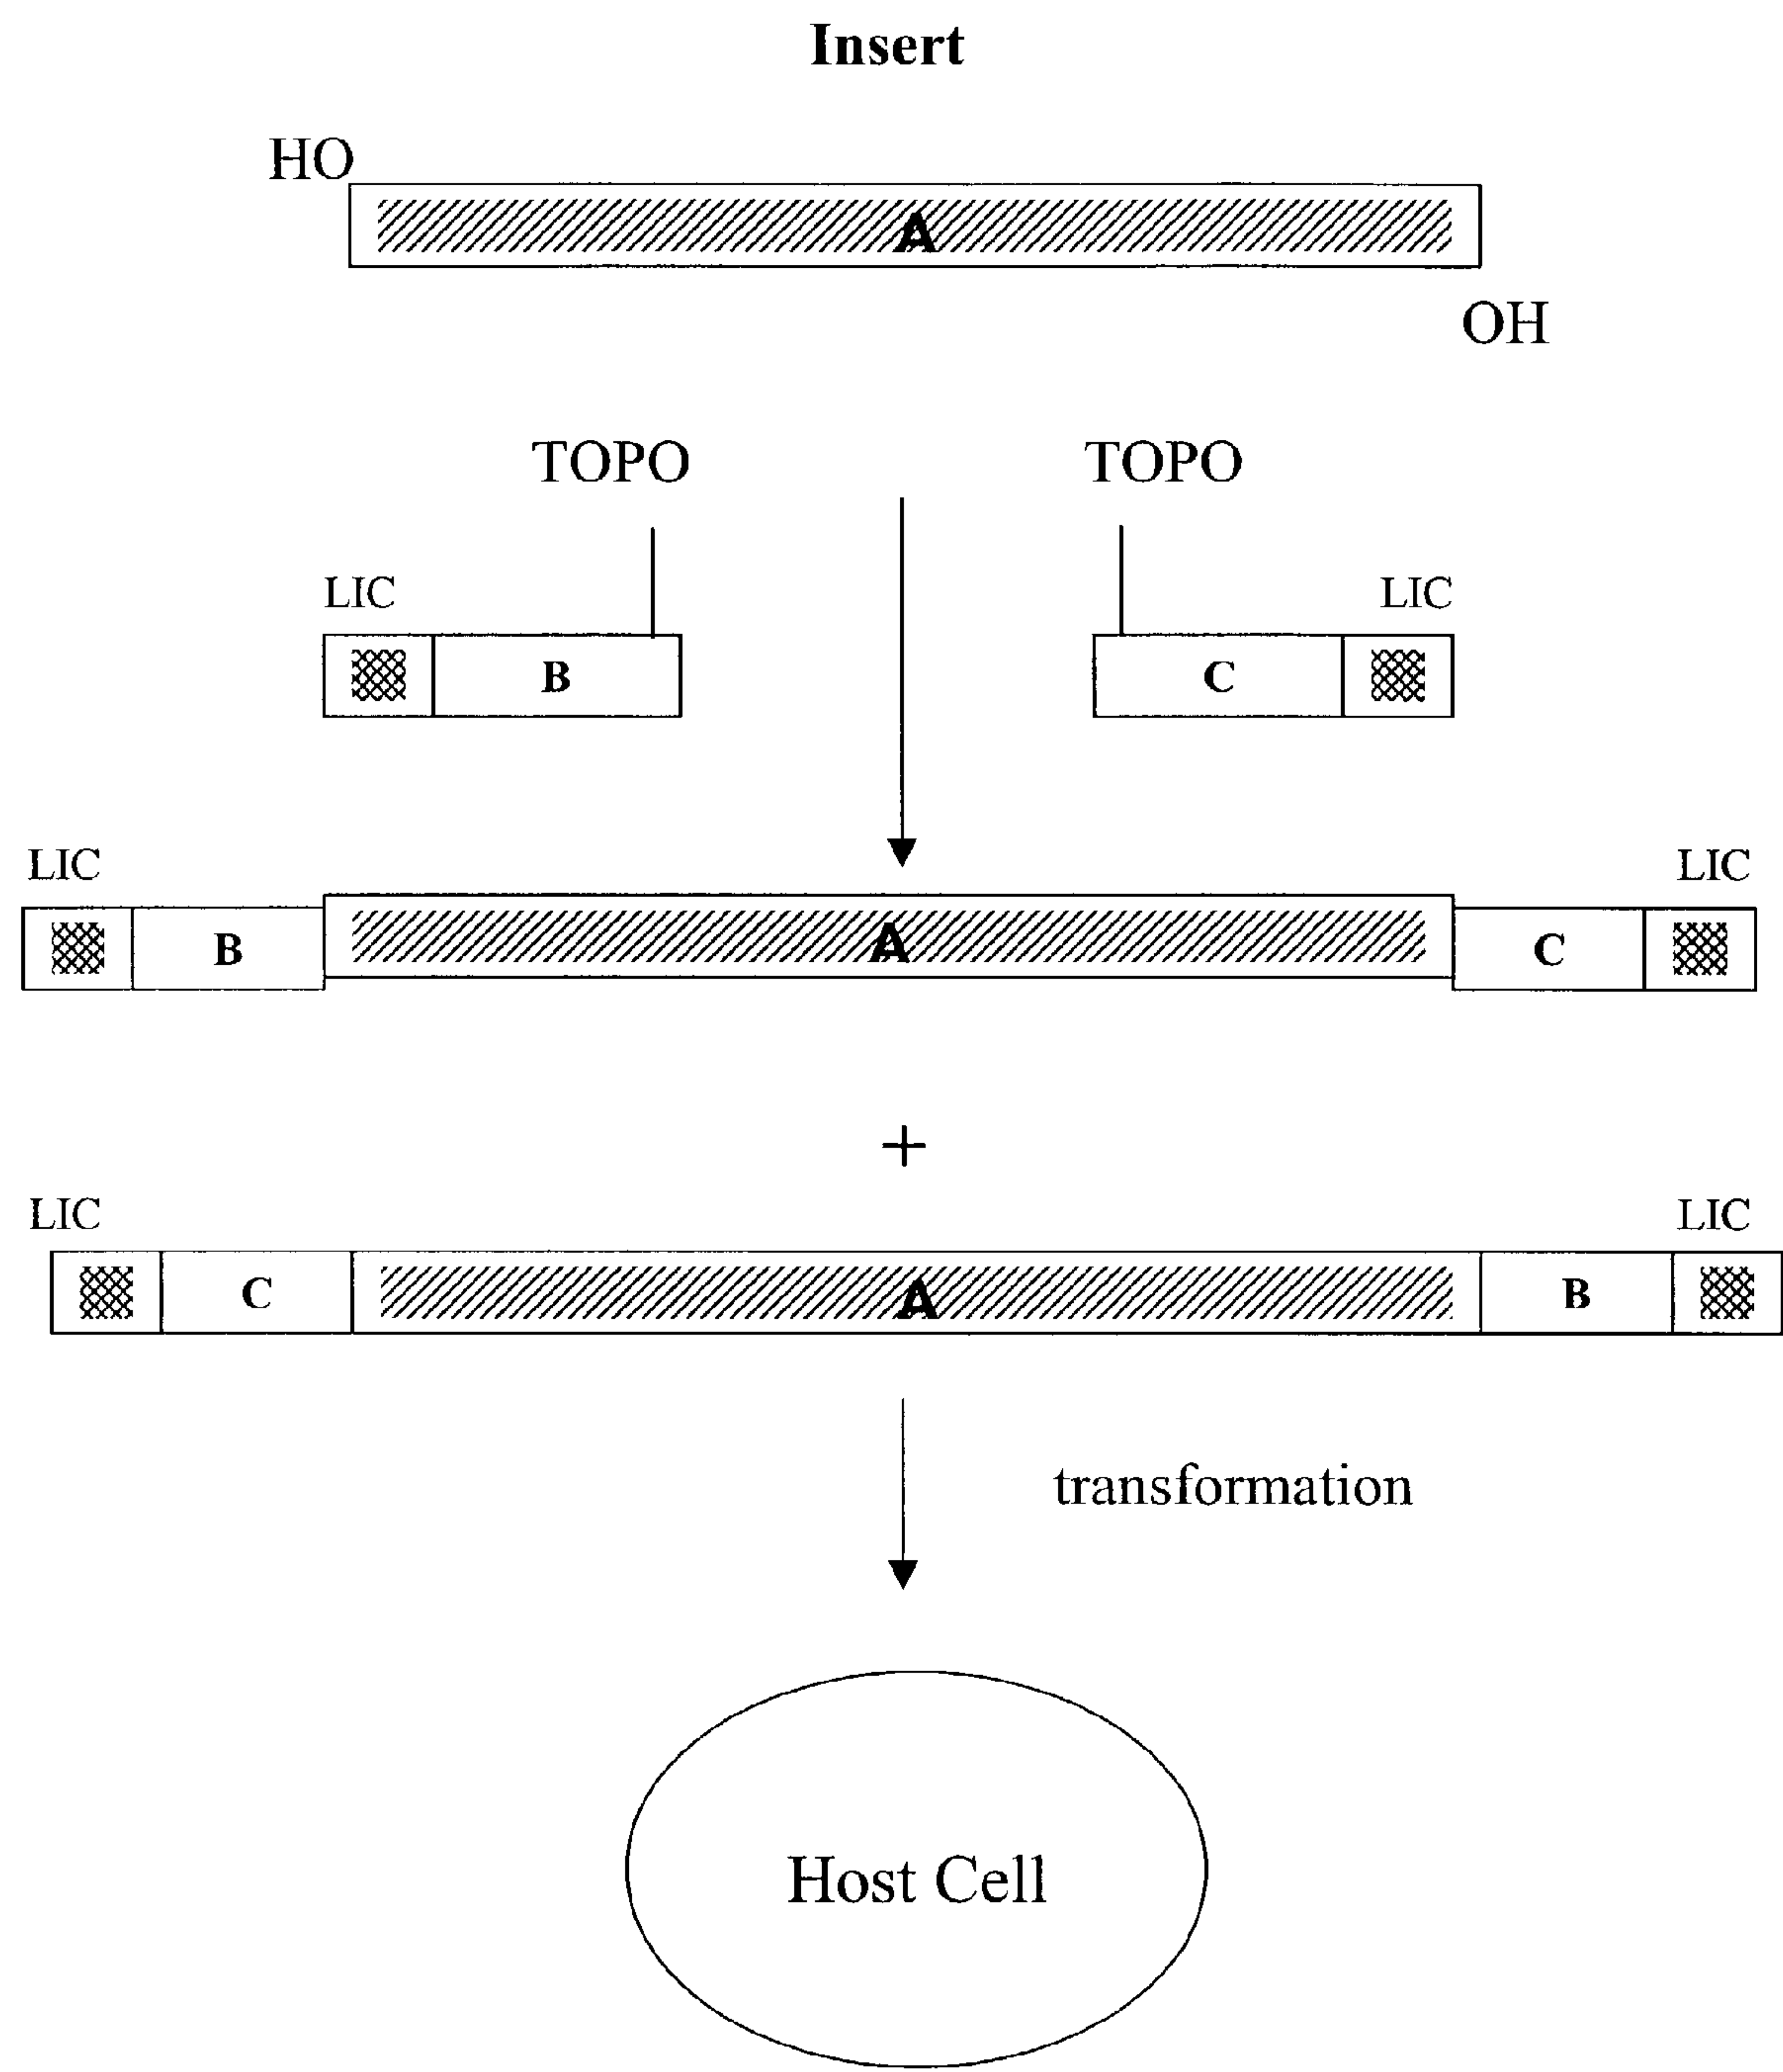 Insert
HO
A
OH
TOPO TOPO
LIC LIC
B C
LIC LIC
B A C
+
LIC LIC
C A B
transformation
Host Cell